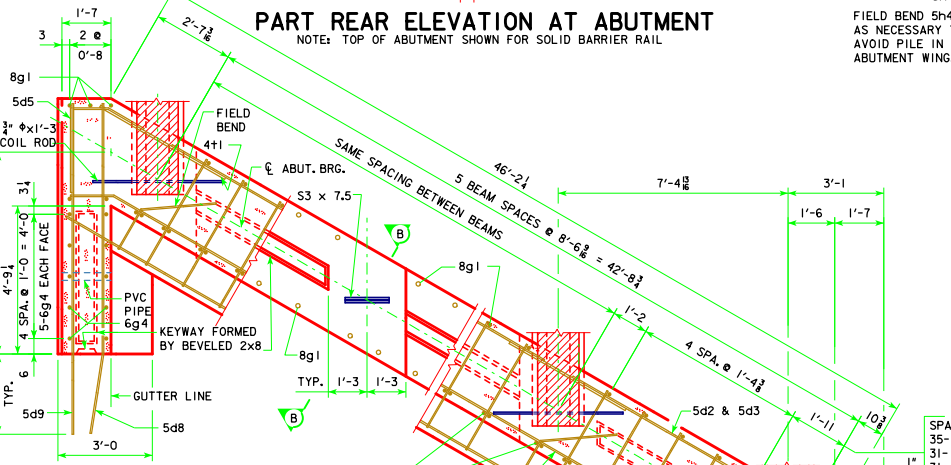 PART REAR ELEVATION AT ABUTMENT
NOTE: TOP OF ABUTMENT SHOWN FOR SOLID BARRIER RAIL
FIELD BEND 5h4
AS NECESSARY
AVOID PILE IN
ABUTMENT WING
1'-7
3
2 @
0'-8
2'-7 3/16
8g1
5d5
3/4" Φx1'-3
COIL ROD
FIELD
BEND
4t1
℄ ABUT. BRG.
S3 x 7.5
46'-2 1/4
5 BEAM SPACES @ 8'-6 9/16 = 42'-8 3/4
SAME SPACING BETWEEN BEAMS
7'-4 13/16
3'-1
1'-6
1'-7
B
8g1
3 1/4
4'-9 1/4
4 SPA. @ 1'-0 = 4'-0
5-6g4 EACH FACE
PVC
PIPE
6g4
KEYWAY FORMED
BY BEVELED 2x8
8g1
1'-2
4 SPA. @ 1'-4 3/8
TYP.
6
TYP.
1'-3
1'-3
GUTTER LINE
B
5d9
5d8
3'-0
5d2 & 5d3
1'-11
10 3/8
SPA
35-
31-
1"